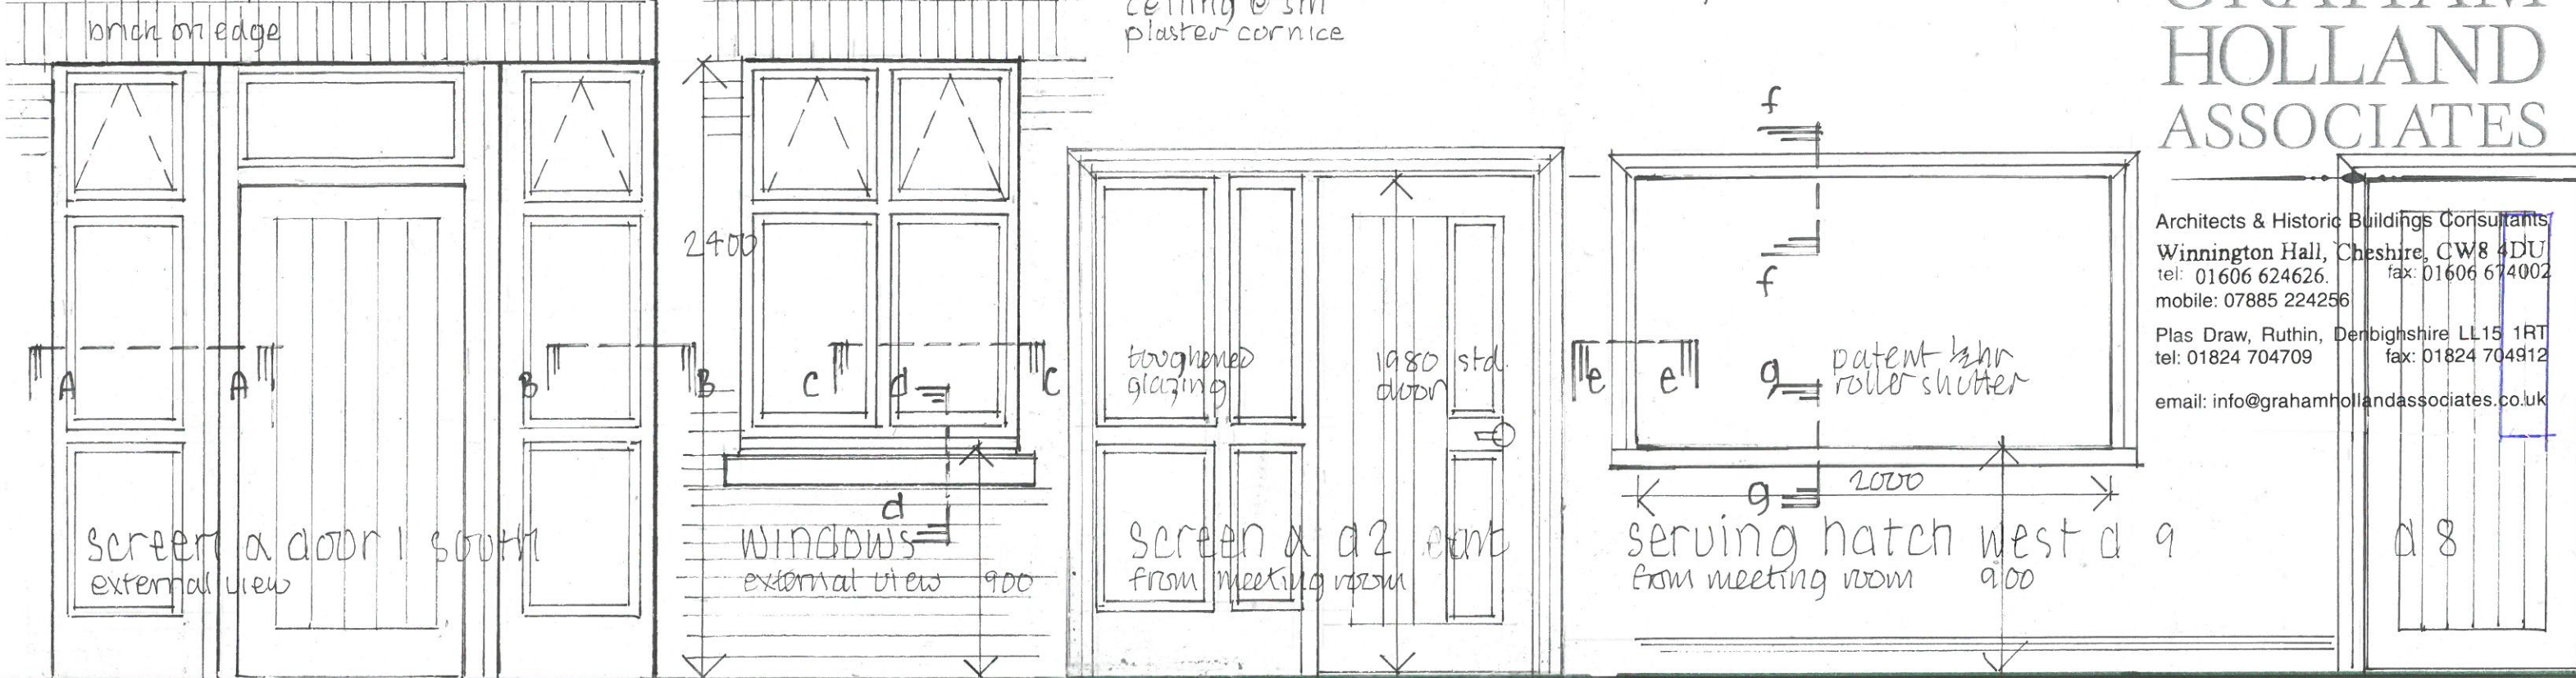 brick on edge
ceiling @ 3m
plaster cornice
GRAHAM
HOLLAND
ASSOCIATES
Architects & Historic Buildings Consultants
Winnington Hall, Cheshire, CW8 4DU
tel: 01606 624626. fax: 01606 674002
mobile: 07885 224256
Plas Draw, Ruthin, Denbighshire LL15 1RT
tel: 01824 704709 fax: 01824 704912
email: info@grahamhollandassociates.co.uk
f
f
2400
A A B B C d C
toughened
glazing
1980 std.
door
e e g
patent ½hr
roller shutter
d
g
2000
screen a door 1 south
external view
windows
external view 900
screen a d2 east
from meeting room
serving hatch west d 9
from meeting room 900
d 8